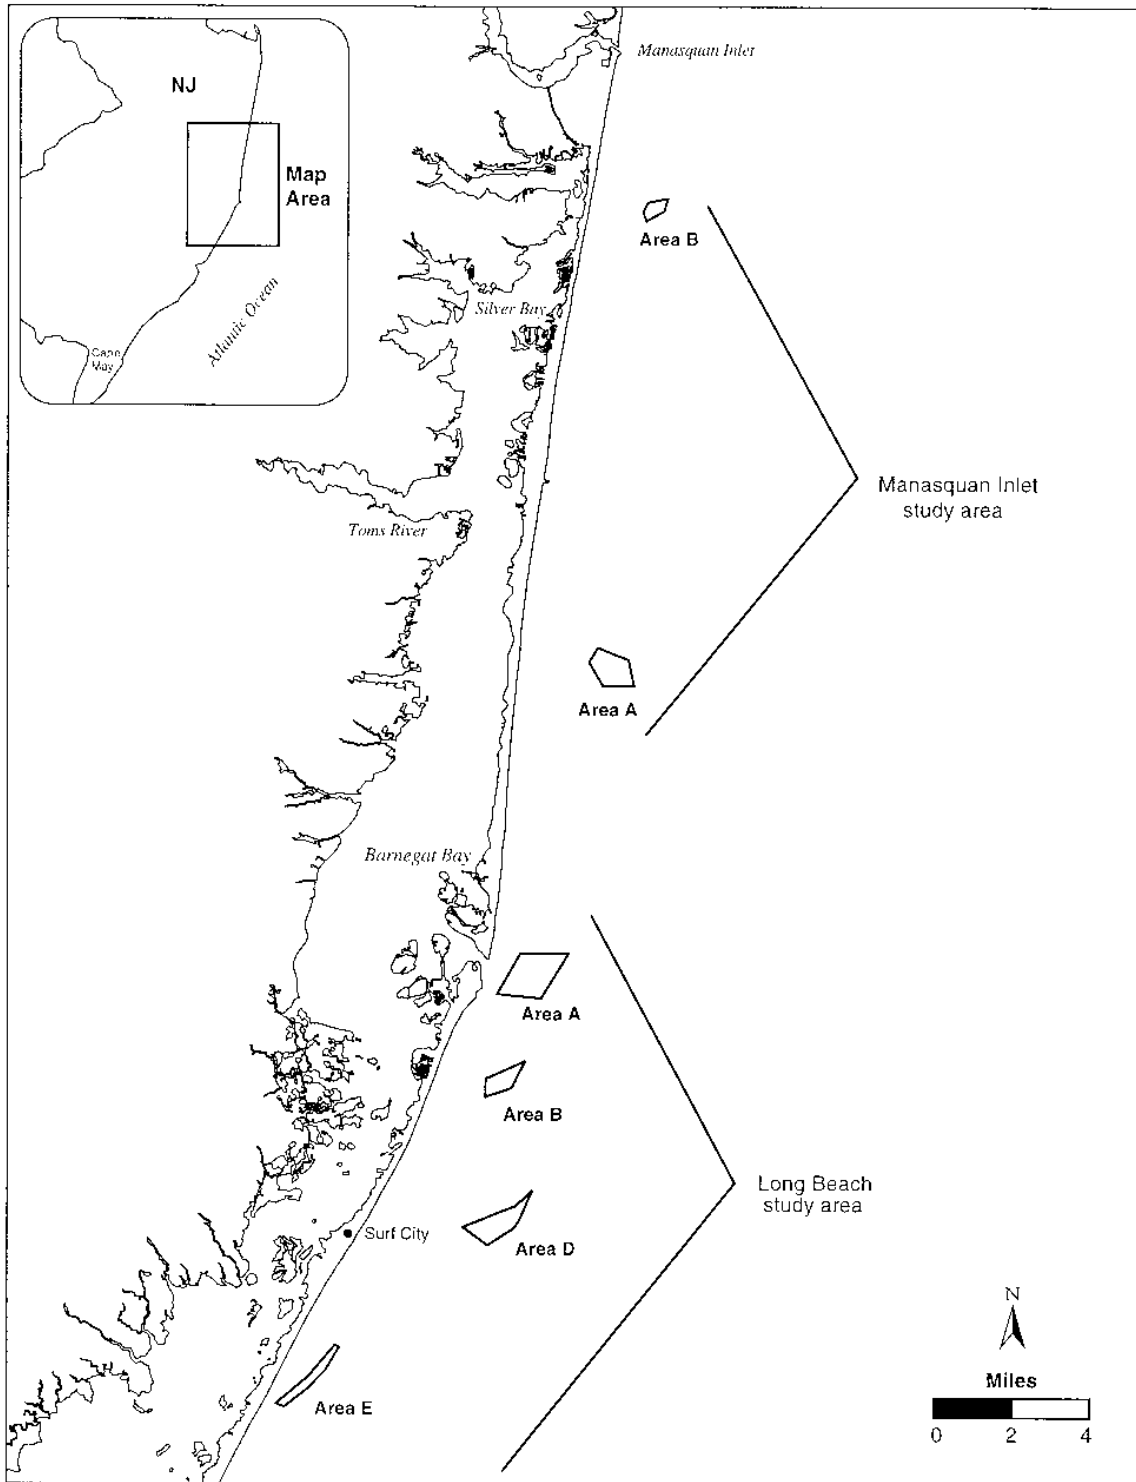 NJ
Map
Area
Atlantic Ocean
Cape
May
Manasquan Inlet
Area B
Silver Bay
Manasquan Inlet
study area
Toms River
Area A
Barnegat Bay
Area A
Area B
Long Beach
study area
Surf City
Area D
Area E
N
Miles
0 2 4